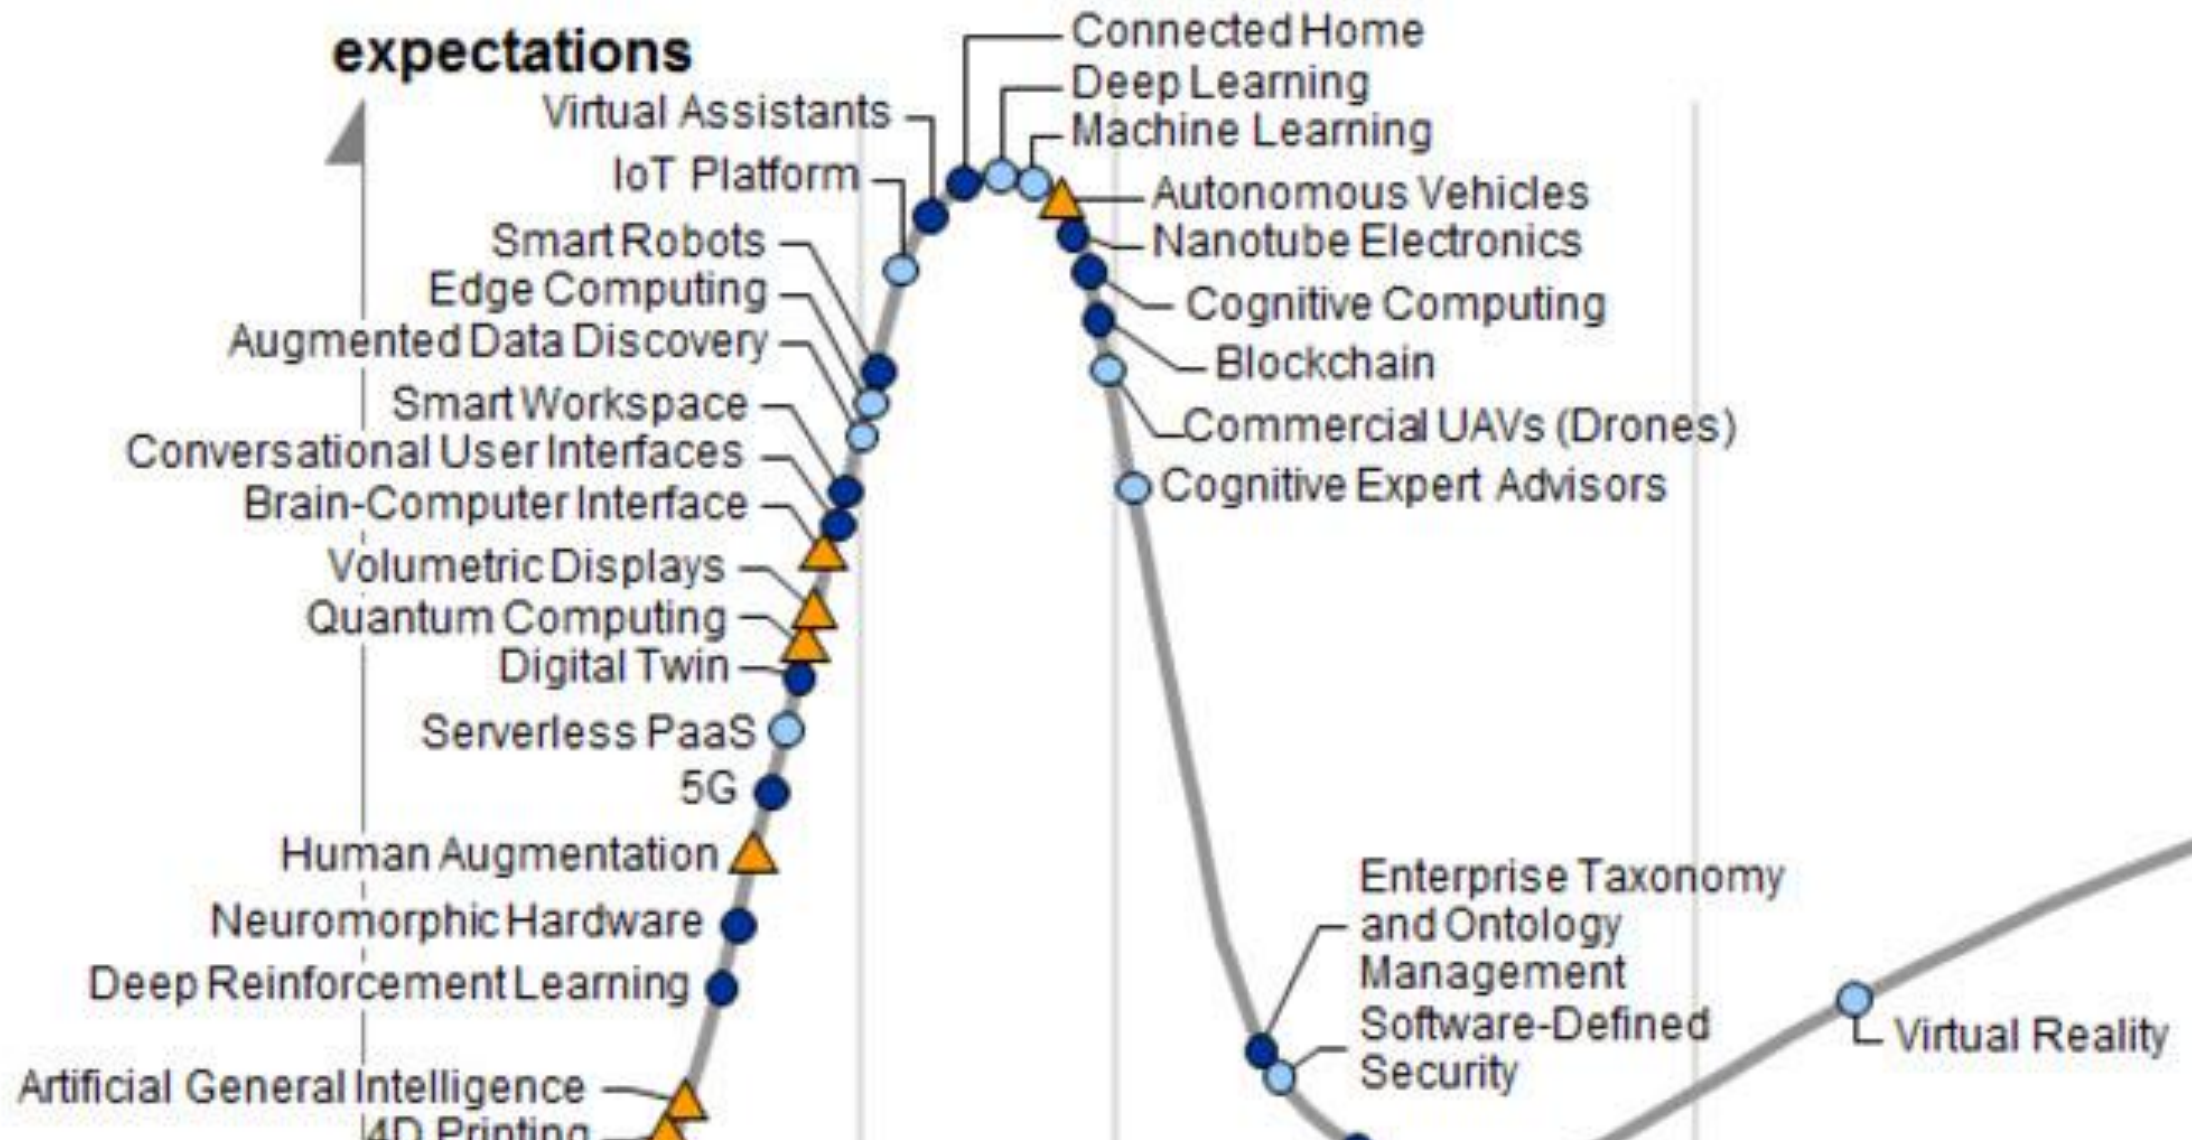 expectations
Connected Home
Deep Learning
Virtual Assistants
Machine Learning
IoT Platform
Autonomous Vehicles
Smart Robots
Nanotube Electronics
Edge Computing
Cognitive Computing
Augmented Data Discovery
Blockchain
Smart Workspace
Commercial UAVs (Drones)
Conversational User Interfaces
Cognitive Expert Advisors
Brain-Computer Interface
Volumetric Displays
Quantum Computing
Digital Twin
Serverless PaaS
5G
Human Augmentation
Enterprise Taxonomy
and Ontology
Management
Neuromorphic Hardware
Deep Reinforcement Learning
Software-Defined
Security
Virtual Reality
Artificial General Intelligence
4D Printing